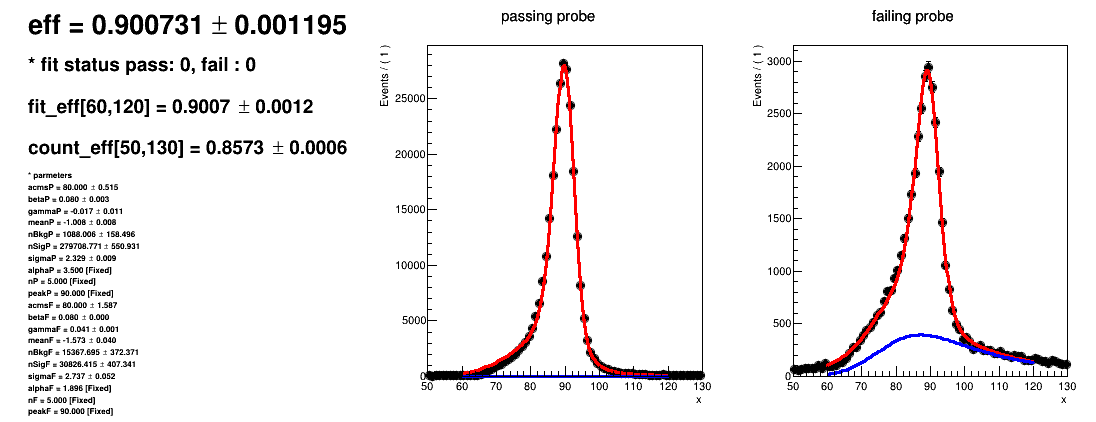 eff = 0.900731 ± 0.001195
* fit status pass: 0, fail : 0
fit_eff[60,120] = 0.9007 ± 0.0012
count_eff[50,130] = 0.8573 ± 0.0006
* parmeters
acmsP = 80.000 ± 0.515
betaP = 0.080 ± 0.003
gammaP = -0.017 ± 0.011
meanP = -1.008 ± 0.008
nBkgP = 1088.006 ± 158.496
nSigP = 279708.771 ± 550.931
sigmaP = 2.329 ± 0.009
alphaP = 3.500 [Fixed]
nP = 5.000 [Fixed]
peakP = 90.000 [Fixed]
acmsF = 80.000 ± 1.587
betaF = 0.080 ± 0.000
gammaF = 0.041 ± 0.001
meanF = -1.573 ± 0.040
nBkgF = 15367.695 ± 372.371
nSigF = 30826.415 ± 407.341
sigmaF = 2.737 ± 0.052
alphaF = 1.896 [Fixed]
nF = 5.000 [Fixed]
peakF = 90.000 [Fixed]
passing probe
Events / ( 1 )
25000
20000
15000
10000
5000
0
50 60 70 80 90 100 110 120 130
x
failing probe
Events / ( 1 )
3000
2500
2000
1500
1000
500
0
50 60 70 80 90 100 110 120 130
x